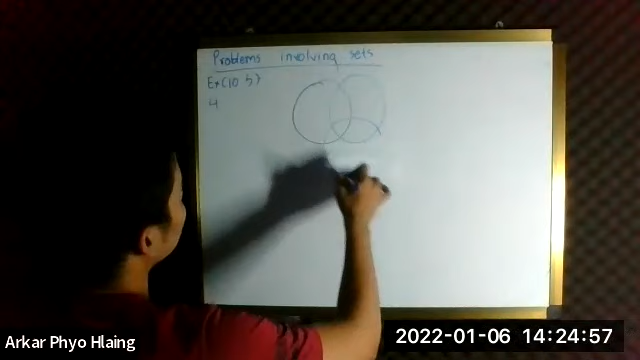 Problems involving sets
Ex(10.5)
4
Arkar Phyo Hlaing
2022-01-06 14:24:57